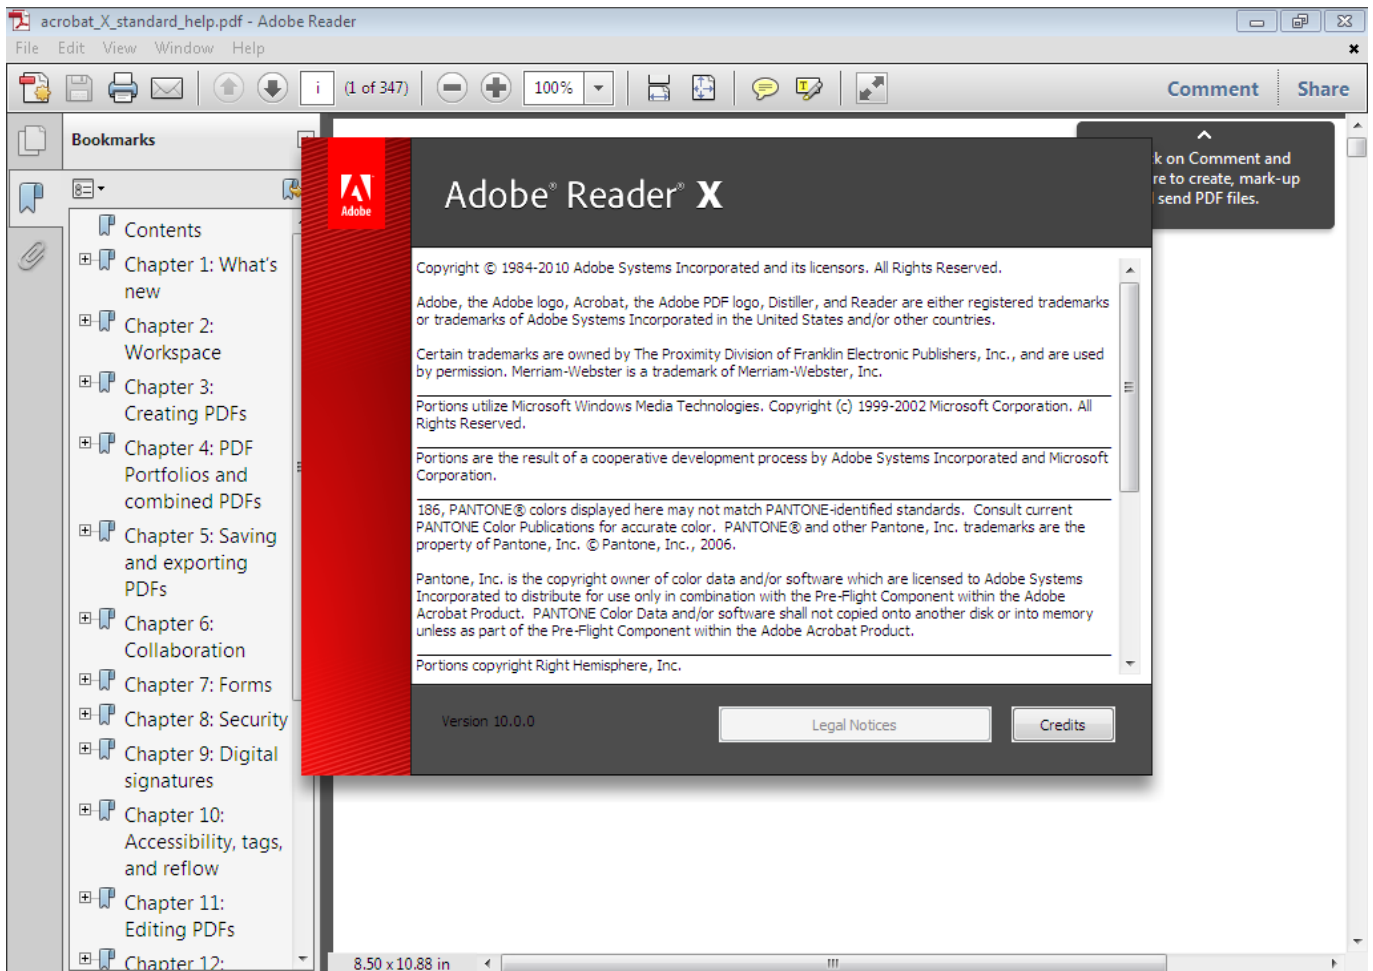 acrobat_X_standard_help.pdf - Adobe Reader
File Edit View Window Help
i (1 of 347) 100% Comment Share
Bookmarks
k on Comment and
re to create, mark-up
send PDF files.
Contents
Chapter 1: What's
new
Chapter 2:
Workspace
Chapter 3:
Creating PDFs
Chapter 4: PDF
Portfolios and
combined PDFs
Chapter 5: Saving
and exporting
PDFs
Chapter 6:
Collaboration
Chapter 7: Forms
Chapter 8: Security
Chapter 9: Digital
signatures
Chapter 10:
Accessibility, tags,
and reflow
Chapter 11:
Editing PDFs
Chapter 12:
Adobe
Adobe® Reader® X
Copyright © 1984-2010 Adobe Systems Incorporated and its licensors. All Rights Reserved.
Adobe, the Adobe logo, Acrobat, the Adobe PDF logo, Distiller, and Reader are either registered trademarks
or trademarks of Adobe Systems Incorporated in the United States and/or other countries.
Certain trademarks are owned by The Proximity Division of Franklin Electronic Publishers, Inc., and are used
by permission. Merriam-Webster is a trademark of Merriam-Webster, Inc.
Portions utilize Microsoft Windows Media Technologies. Copyright (c) 1999-2002 Microsoft Corporation. All
Rights Reserved.
Portions are the result of a cooperative development process by Adobe Systems Incorporated and Microsoft
Corporation.
186, PANTONE® colors displayed here may not match PANTONE-identified standards. Consult current
PANTONE Color Publications for accurate color. PANTONE® and other Pantone, Inc. trademarks are the
property of Pantone, Inc. © Pantone, Inc., 2006.
Pantone, Inc. is the copyright owner of color data and/or software which are licensed to Adobe Systems
Incorporated to distribute for use only in combination with the Pre-Flight Component within the Adobe
Acrobat Product. PANTONE Color Data and/or software shall not copied onto another disk or into memory
unless as part of the Pre-Flight Component within the Adobe Acrobat Product.
Portions copyright Right Hemisphere, Inc.
Version 10.0.0
Legal Notices
Credits
8.50 x 10.88 in